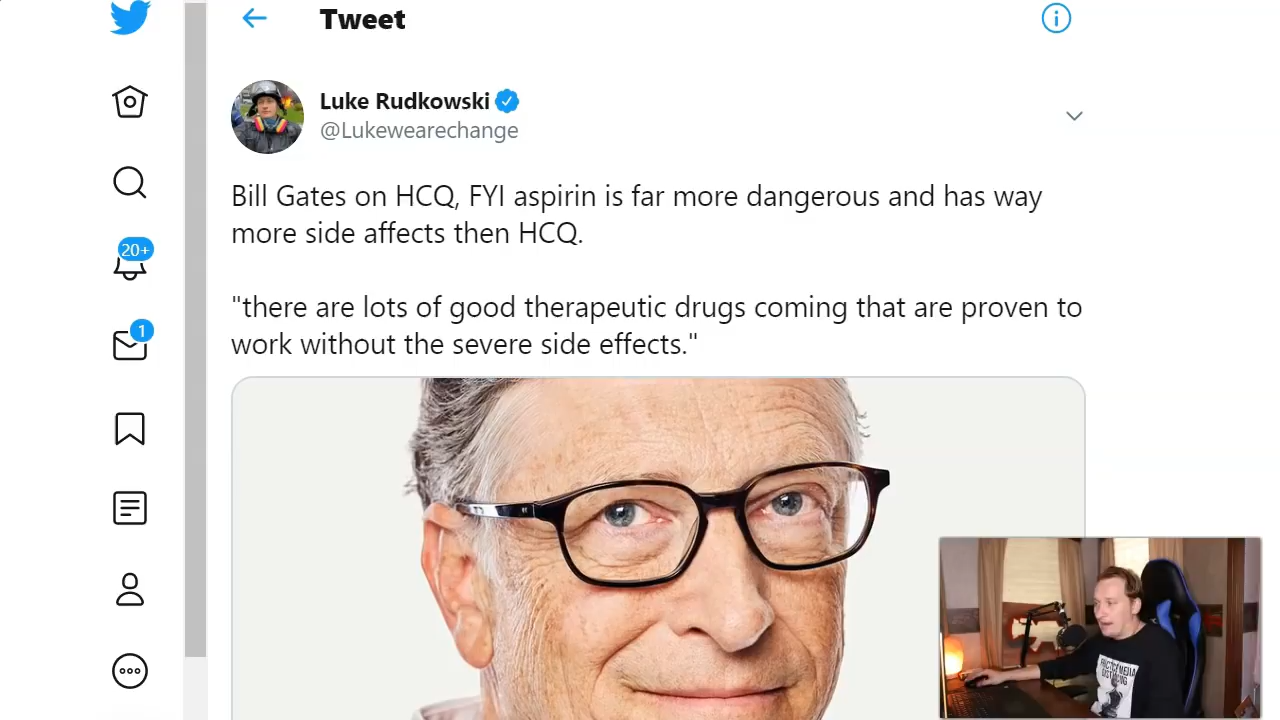 Tweet
Luke Rudkowski
@Lukewearechange
Bill Gates on HCQ, FYI aspirin is far more dangerous and has way
more side affects then HCQ.
"there are lots of good therapeutic drugs coming that are proven to
work without the severe side effects."
20+
1